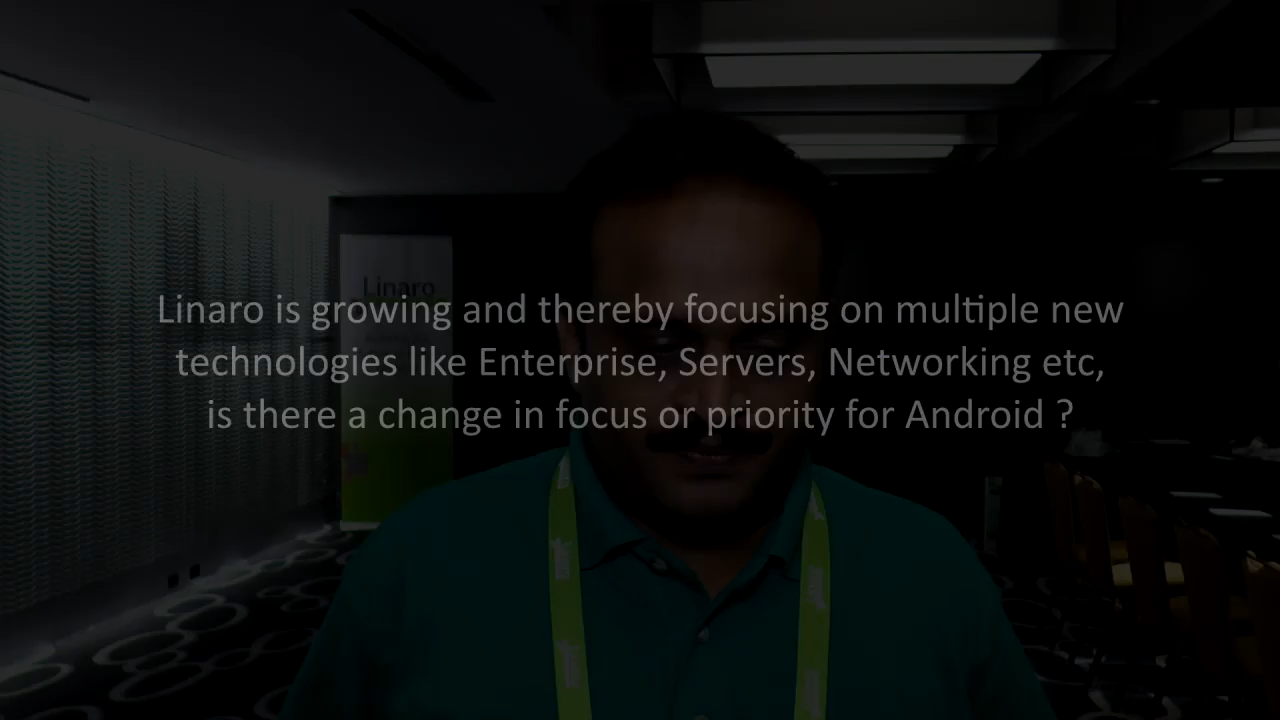 Linaro
Linaro is growing and thereby focusing on multiple new
technologies like Enterprise, Servers, Networking etc,
is there a change in focus or priority for Android ?